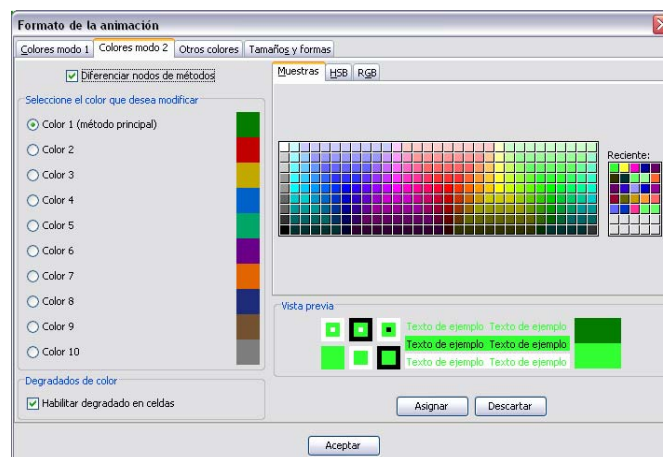 Formato de la animación
Colores modo 1 Colores modo 2 Otros colores Tamaños y formas
Diferenciar nodos de métodos
Seleccione el color que desea modificar
Color 1 (método principal)
Color 2
Color 3
Color 4
Color 5
Color 6
Color 7
Color 8
Color 9
Color 10
Degradados de color
Habilitar degradado en celdas
Muestras HSB RGB
Reciente:
Vista previa
Texto de ejemplo Texto de ejemplo
Texto de ejemplo Texto de ejemplo
Texto de ejemplo Texto de ejemplo
Asignar Descartar
Aceptar